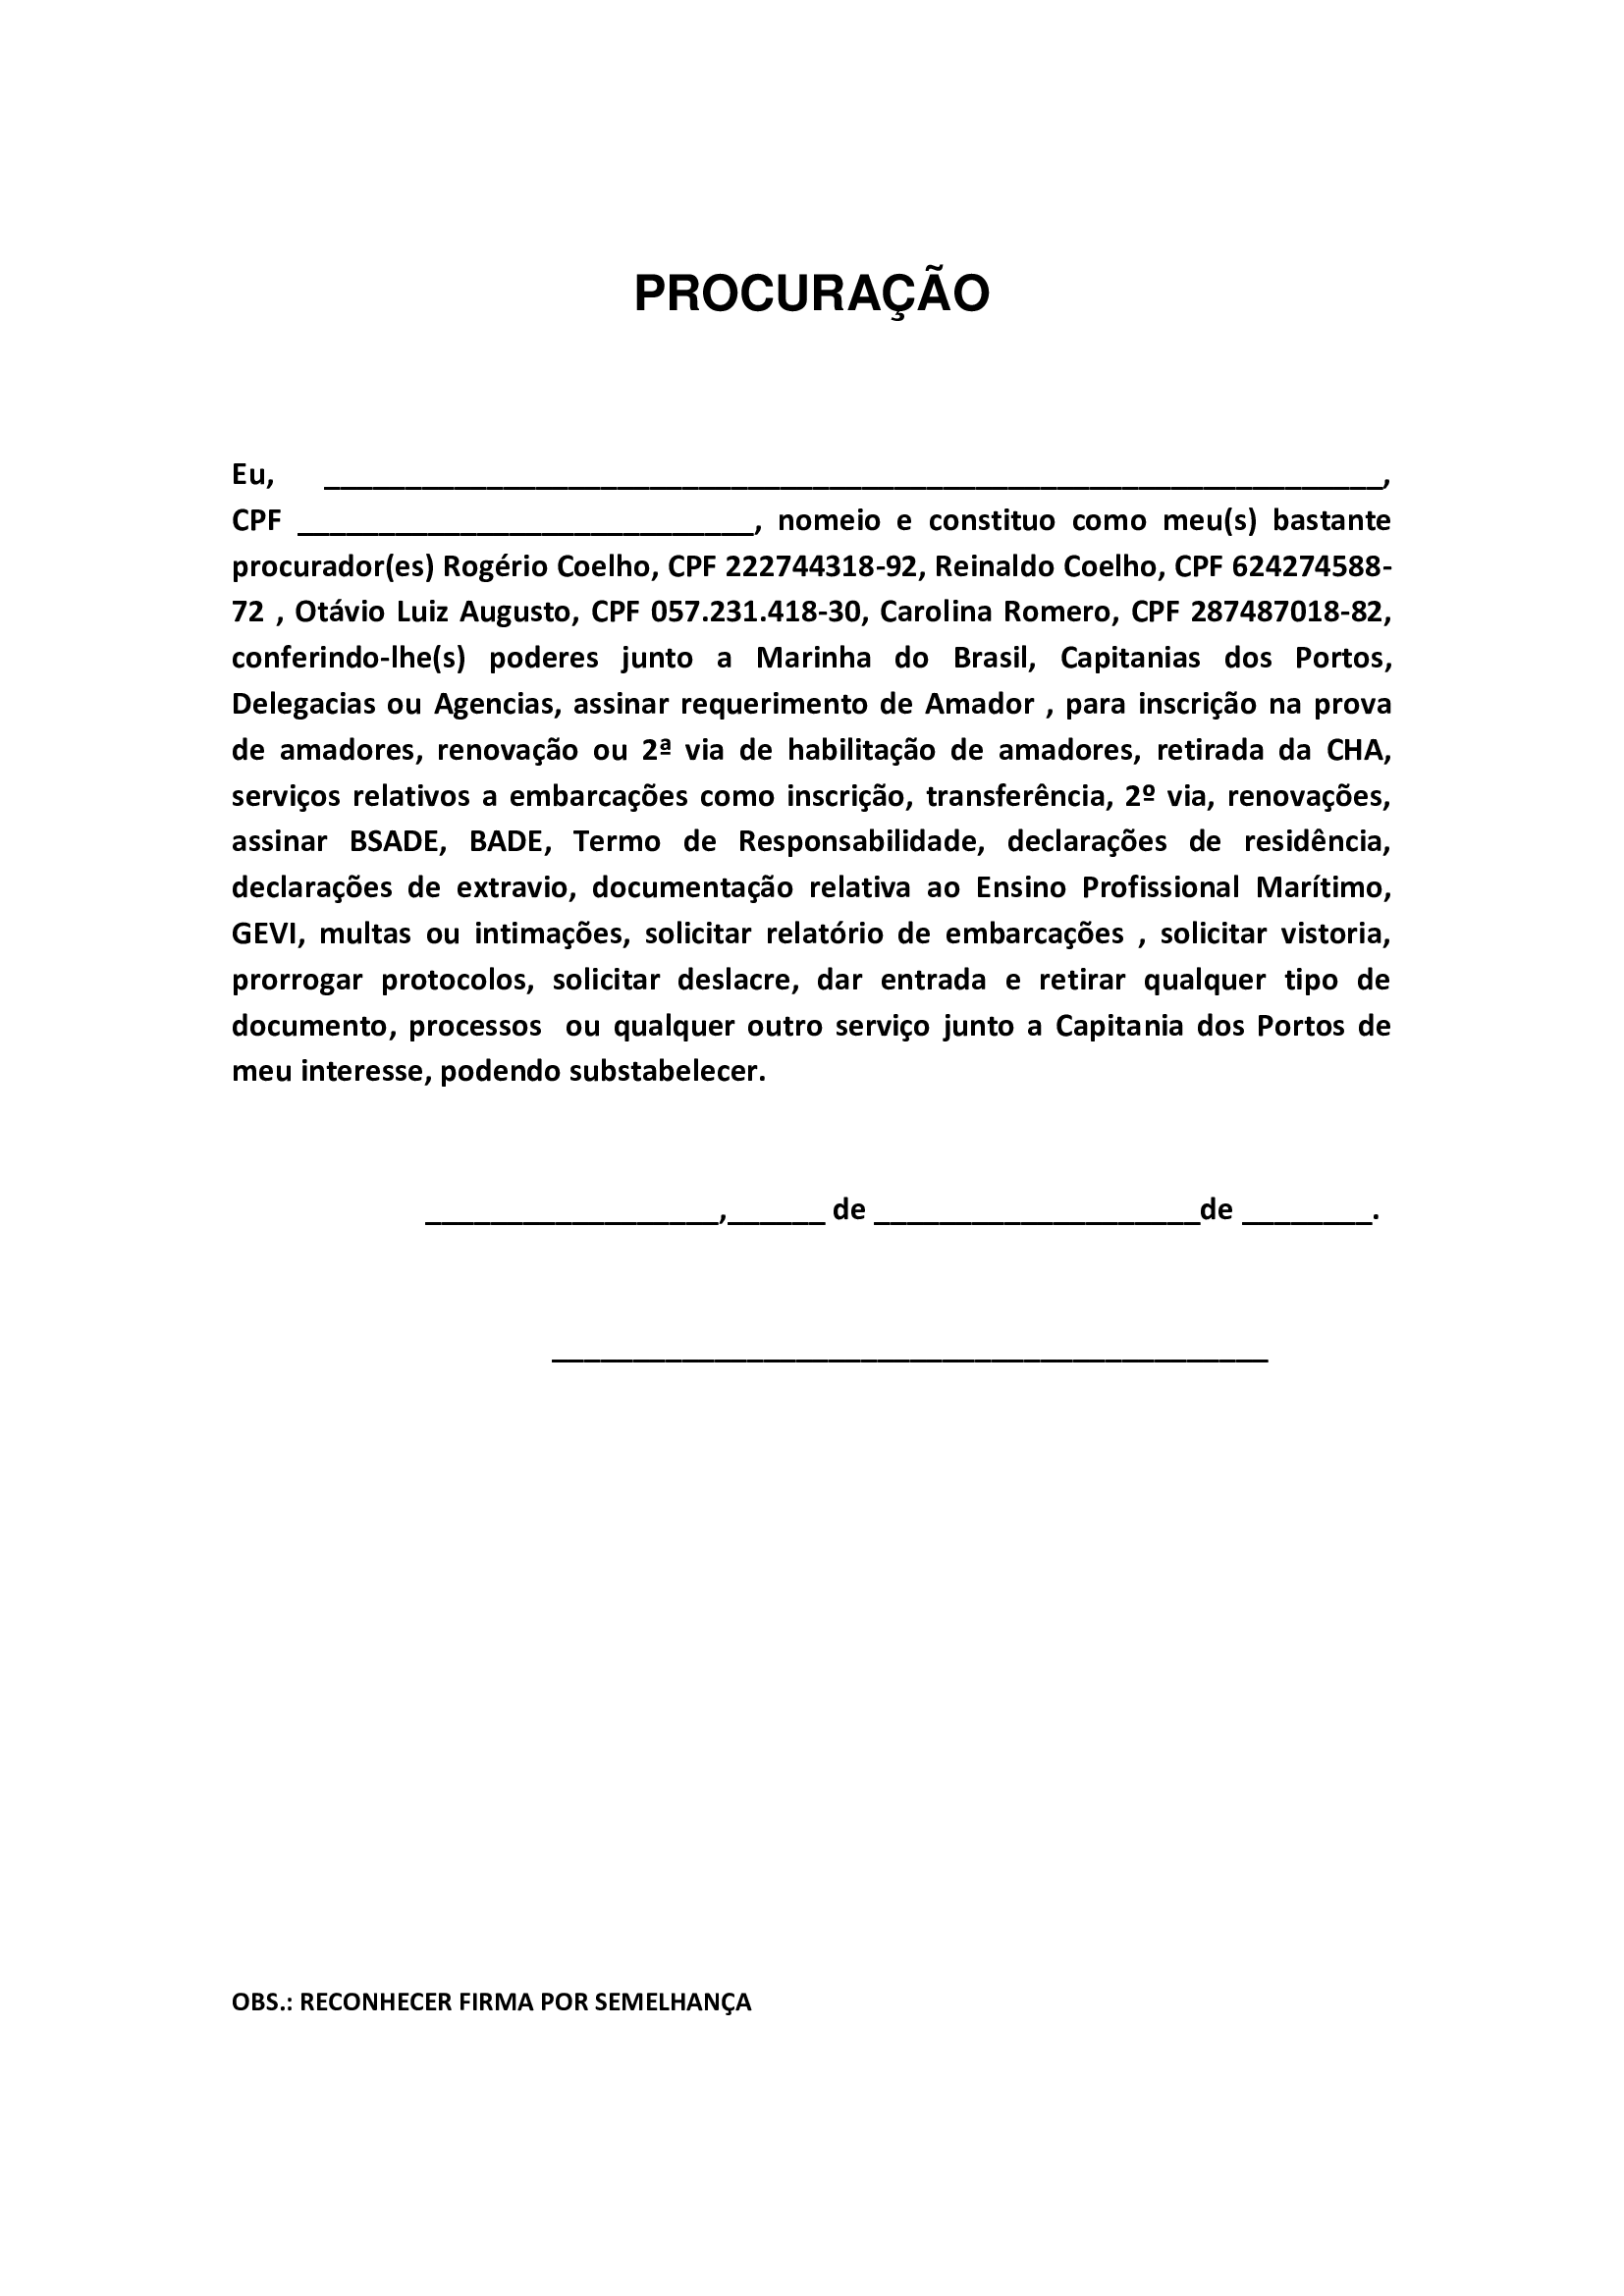 PROCURAÇÃO
Eu, _________________________________________________________________,
CPF ____________________________, nomeio e constituo como meu(s) bastante
procurador(es) Rogério Coelho, CPF 222744318-92, Reinaldo Coelho, CPF 624274588-
72 , Otávio Luiz Augusto, CPF 057.231.418-30, Carolina Romero, CPF 287487018-82,
conferindo-lhe(s) poderes junto a Marinha do Brasil, Capitanias dos Portos,
Delegacias ou Agencias, assinar requerimento de Amador , para inscrição na prova
de amadores, renovação ou 2ª via de habilitação de amadores, retirada da CHA,
serviços relativos a embarcações como inscrição, transferência, 2º via, renovações,
assinar BSADE, BADE, Termo de Responsabilidade, declarações de residência,
declarações de extravio, documentação relativa ao Ensino Profissional Marítimo,
GEVI, multas ou intimações, solicitar relatório de embarcações , solicitar vistoria,
prorrogar protocolos, solicitar deslacre, dar entrada e retirar qualquer tipo de
documento, processos  ou qualquer outro serviço junto a Capitania dos Portos de
meu interesse, podendo substabelecer.
__________________,______ de ____________________de ________.
____________________________________________
OBS.: RECONHECER FIRMA POR SEMELHANÇA